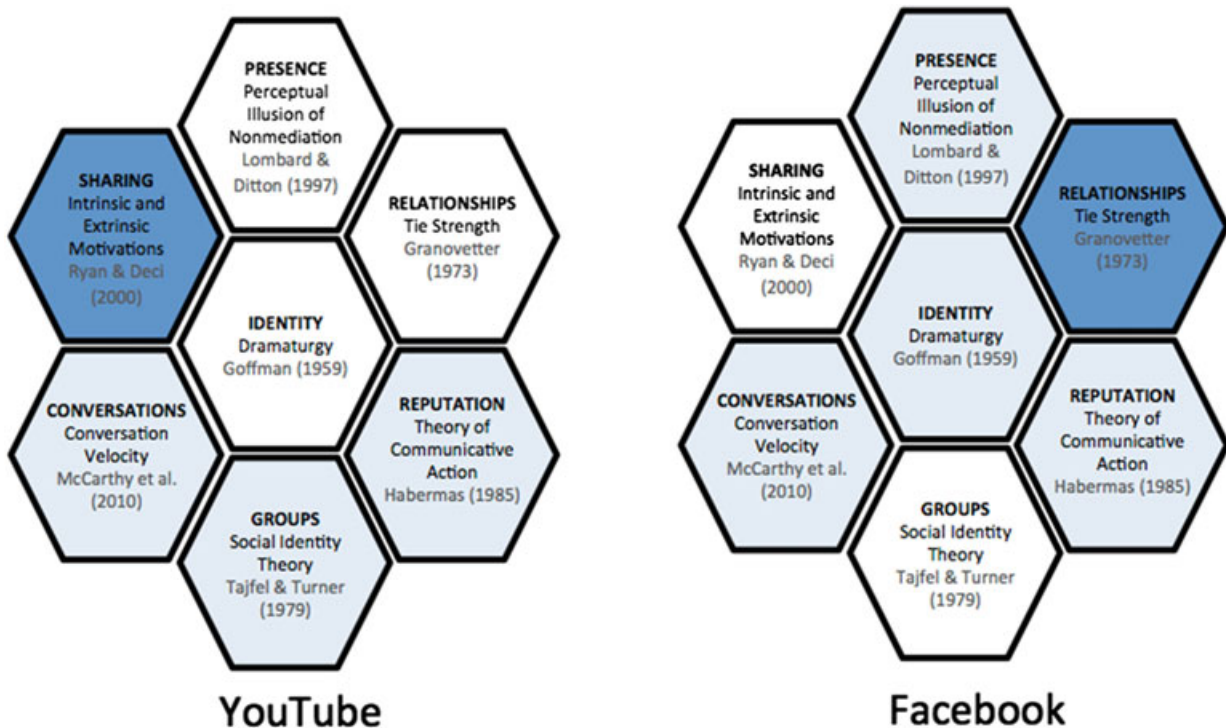 PRESENCE
Perceptual
Illusion of
Nonmediation
Lombard &
Ditton (1997)
SHARING
Intrinsic and
Extrinsic
Motivations
Ryan & Deci
(2000)
RELATIONSHIPS
Tie Strength
Granovetter
(1973)
IDENTITY
Dramaturgy
Goffman (1959)
CONVERSATIONS
Conversation
Velocity
McCarthy et al.
(2010)
REPUTATION
Theory of
Communicative
Action
Habermas (1985)
GROUPS
Social Identity
Theory
Tajfel & Turner
(1979)
YouTube
PRESENCE
Perceptual
Illusion of
Nonmediation
Lombard &
Ditton (1997)
SHARING
Intrinsic and
Extrinsic
Motivations
Ryan & Deci
(2000)
RELATIONSHIPS
Tie Strength
Granovetter
(1973)
IDENTITY
Dramaturgy
Goffman (1959)
CONVERSATIONS
Conversation
Velocity
McCarthy et al.
(2010)
REPUTATION
Theory of
Communicative
Action
Habermas (1985)
GROUPS
Social Identity
Theory
Tajfel & Turner
(1979)
Facebook